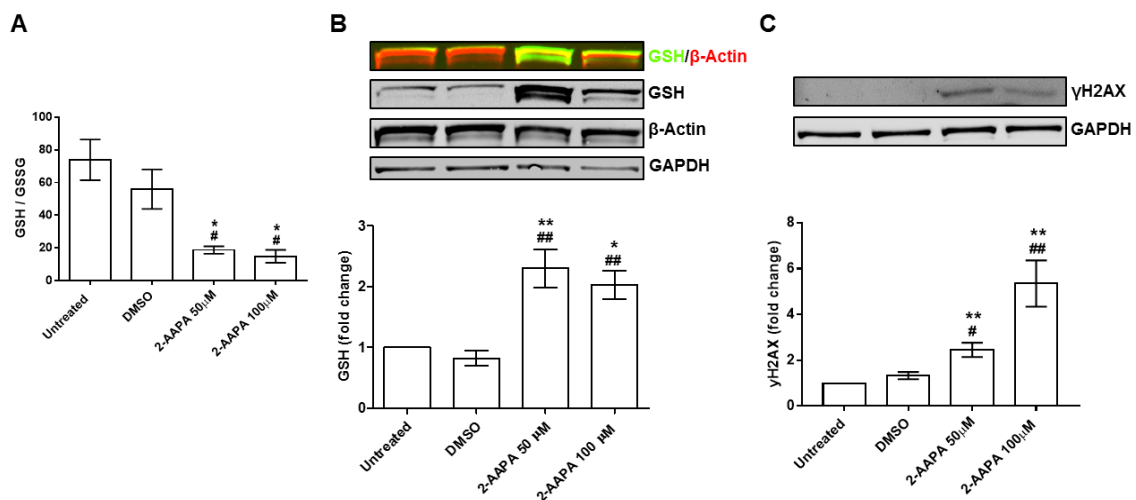 A
GSH / GSSG
100
80
60
40
20
0
*
#
*
#
Untreated
DMSO
2-AAPA 50μM
2-AAPA 100μM
B
GSH/β-Actin
GSH
β-Actin
GAPDH
GSH (fold change)
3
2
1
0
**
##
*
##
Untreated
DMSO
2-AAPA 50 μM
2-AAPA 100 μM
C
γH2AX
GAPDH
γH2AX (fold change)
8
6
4
2
0
**
#
**
##
Untreated
DMSO
2-AAPA 50μM
2-AAPA 100μM